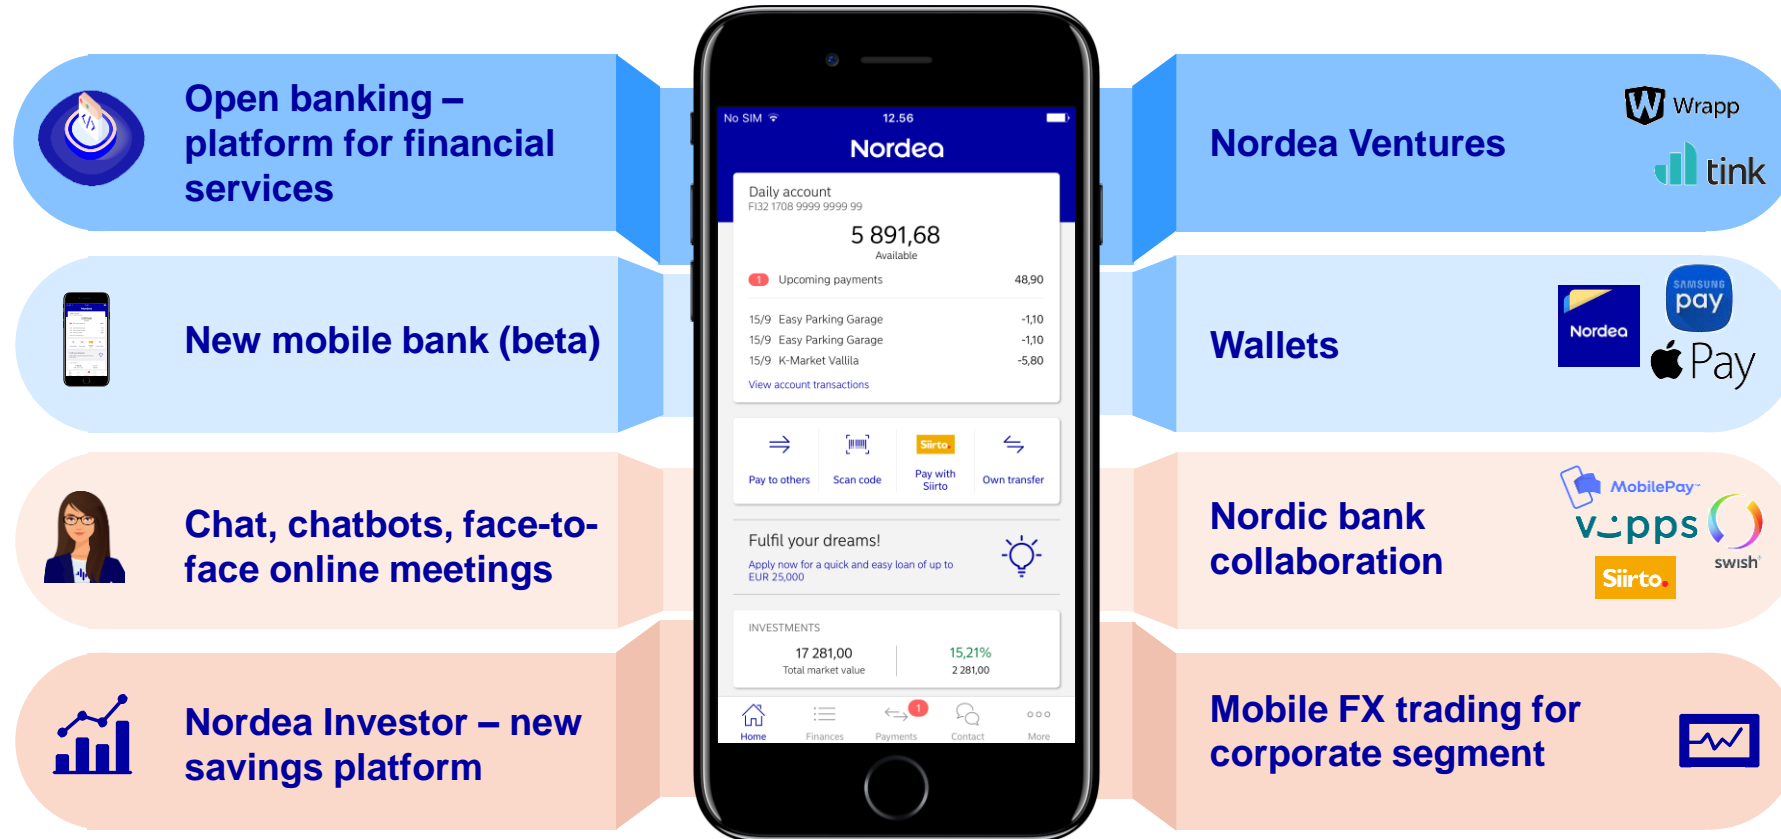 Open banking –
platform for financial
services
New mobile bank (beta)
Chat, chatbots, face-to-
face online meetings
Nordea Investor – new
savings platform
No SIM
12.56
Nordea
Daily account
FI32 1708 9999 9999 99
5 891,68
Available
1 Upcoming payments 48,90
15/9 Easy Parking Garage -1,10
15/9 Easy Parking Garage -1,10
15/9 K-Market Vallila -5,80
View account transactions
Pay to others
Scan code
Siirto.
Pay with
Siirto
Own transfer
Fulfil your dreams!
Apply now for a quick and easy loan of up to
EUR 25,000
INVESTMENTS
17 281,00
Total market value
15,21%
2 281,00
1
Home
Finances
Payments
Contact
More
Nordea Ventures
W Wrapp
tink
Wallets
Nordea
SAMSUNG
pay
Pay
Nordic bank
collaboration
MobilePay™
vipps
swish
Siirto.
Mobile FX trading for
corporate segment